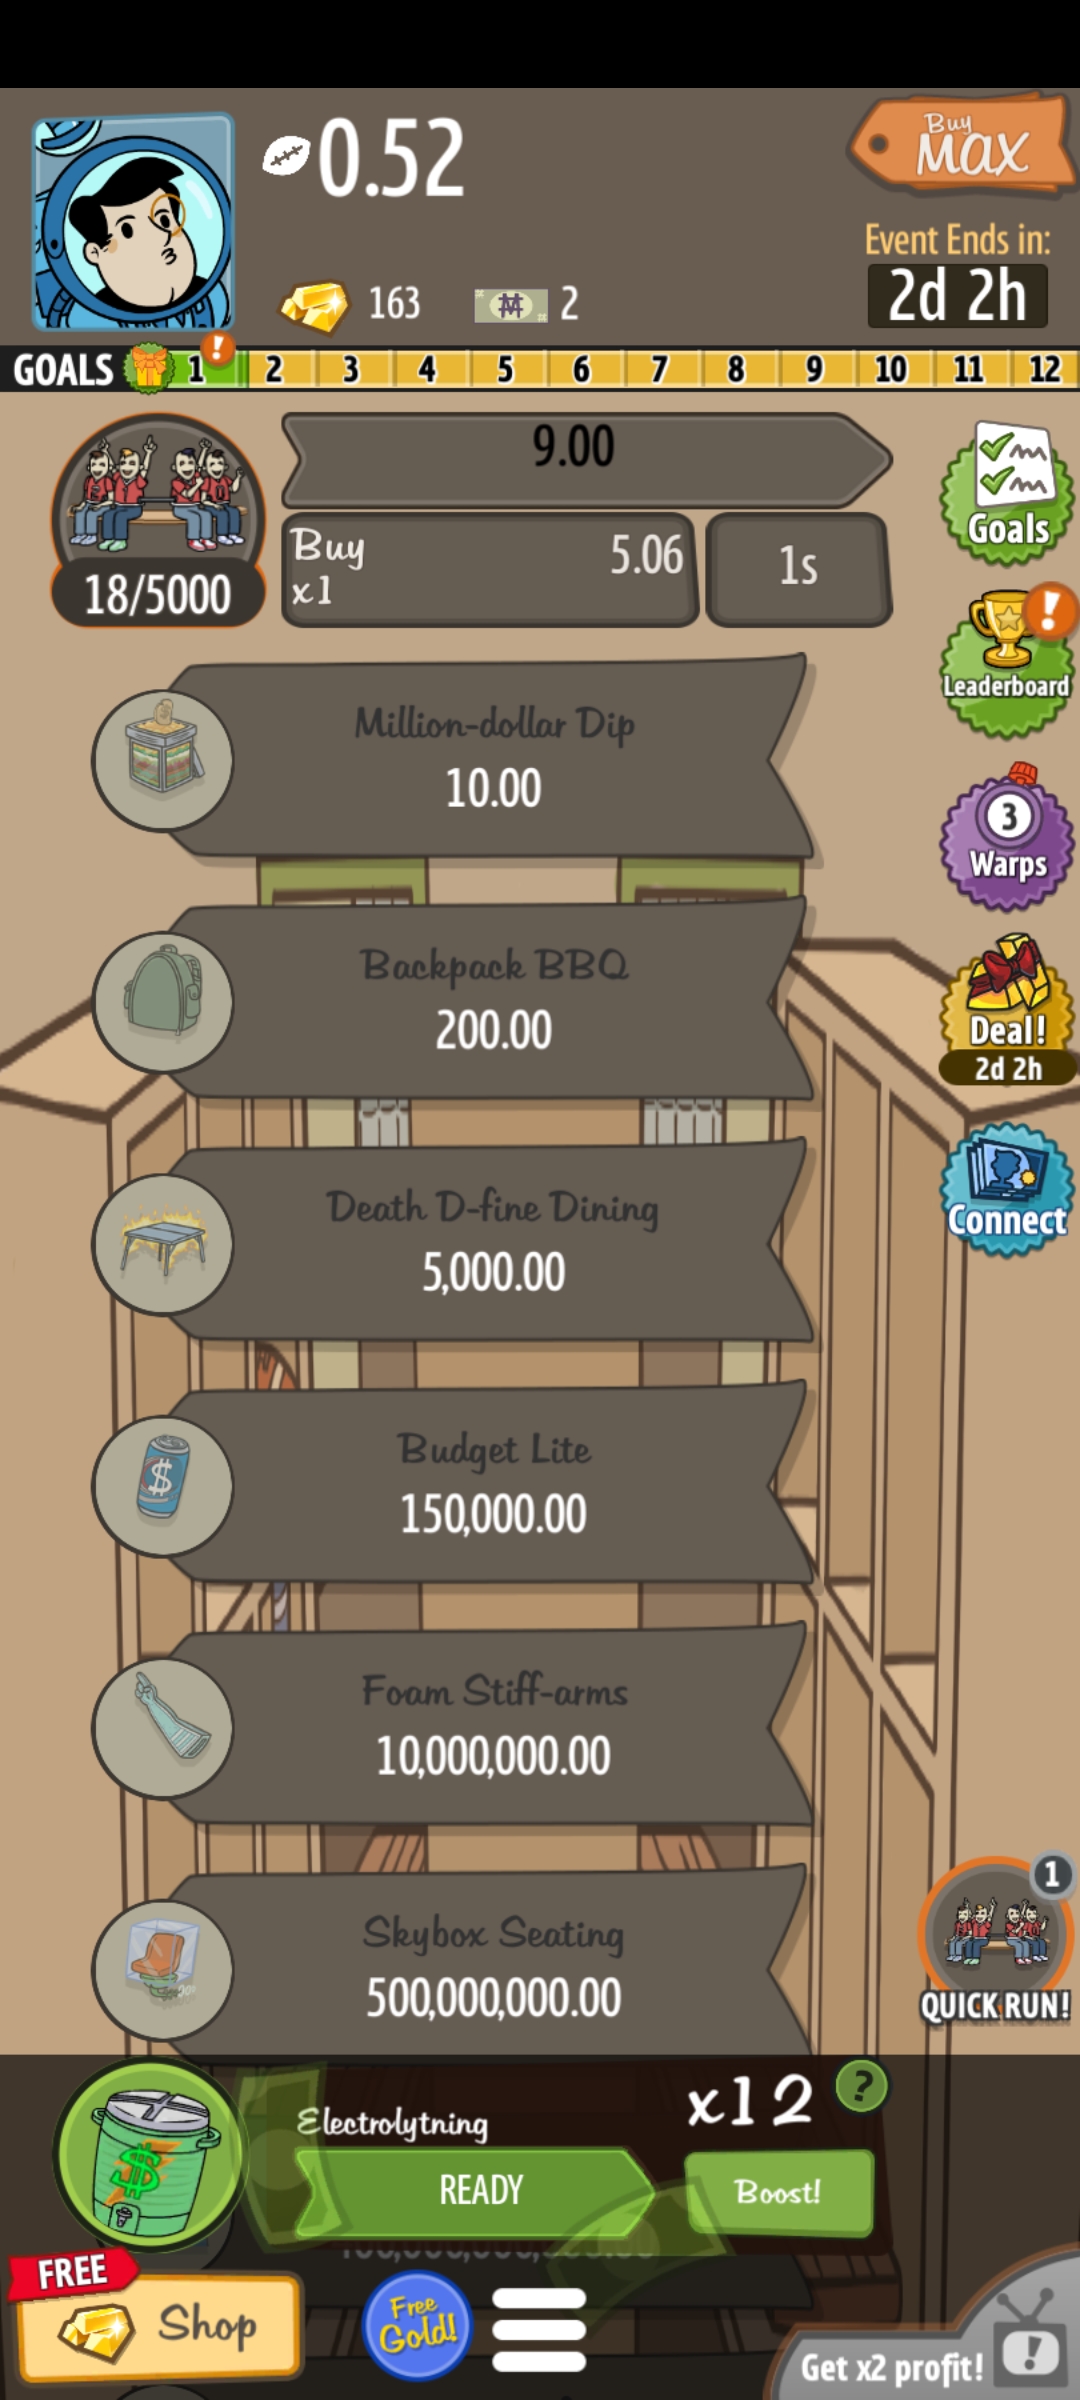 0.52
Buy
MAX
Event Ends in:
2d 2h
163
2
GOALS 1 2 3 4 5 6 7 8 9 10 11 12
9.00
Buy
x1
5.06
1s
18/5000
Goals
Million-dollar Dip
10.00
Leaderboard
3
Warps
Backpack BBQ
200.00
Deal!
2d 2h
Death D-fine Dining
5,000.00
Connect
Budget Lite
150,000.00
Foam Stiff-arms
10,000,000.00
Skybox Seating
500,000,000.00
1
QUICK RUN!
Electrolytning
x12
?
READY
Boost!
FREE
Shop
Free
Gold!
Get x2 profit!